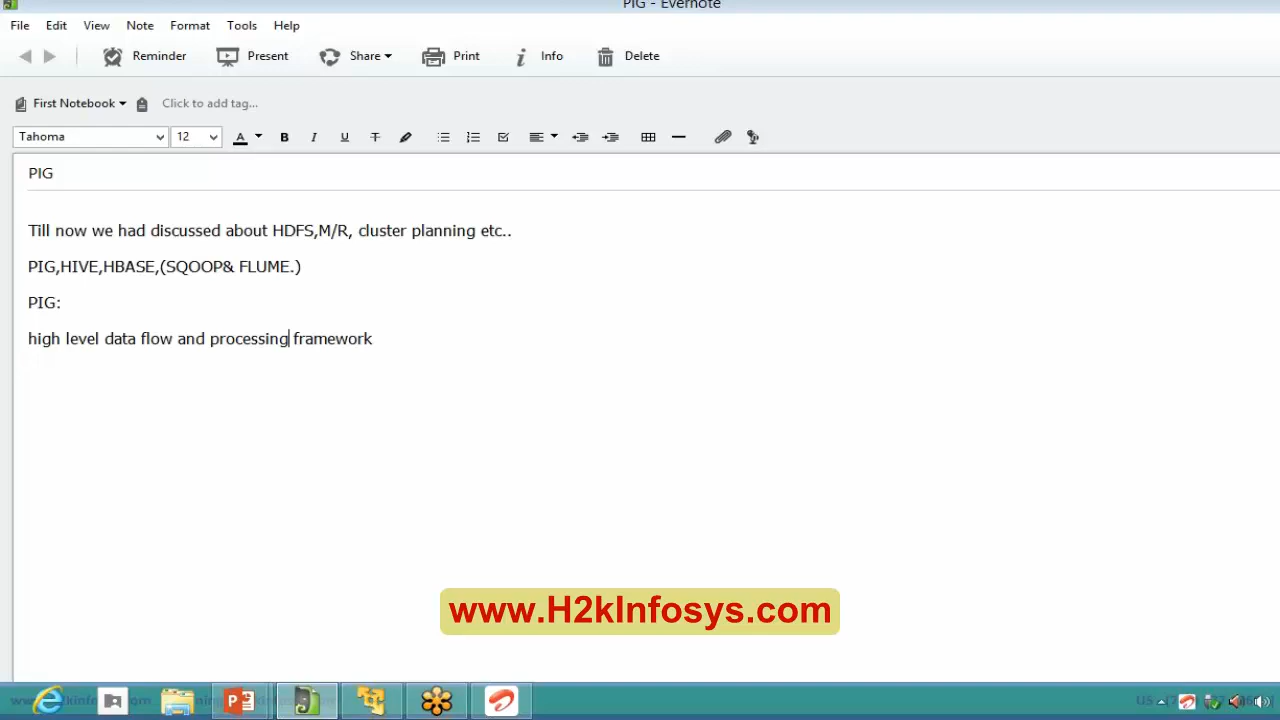 PIG - Evernote
File Edit View Note Format Tools Help
Reminder Present Share Print Info Delete
First Notebook Click to add tag...
Tahoma 12 A B I U T
PIG
Till now we had discussed about HDFS,M/R, cluster planning etc..
PIG,HIVE,HBASE,(SQOOP& FLUME.)
PIG:
high level data flow and processing framework
www.H2kInfosys.com